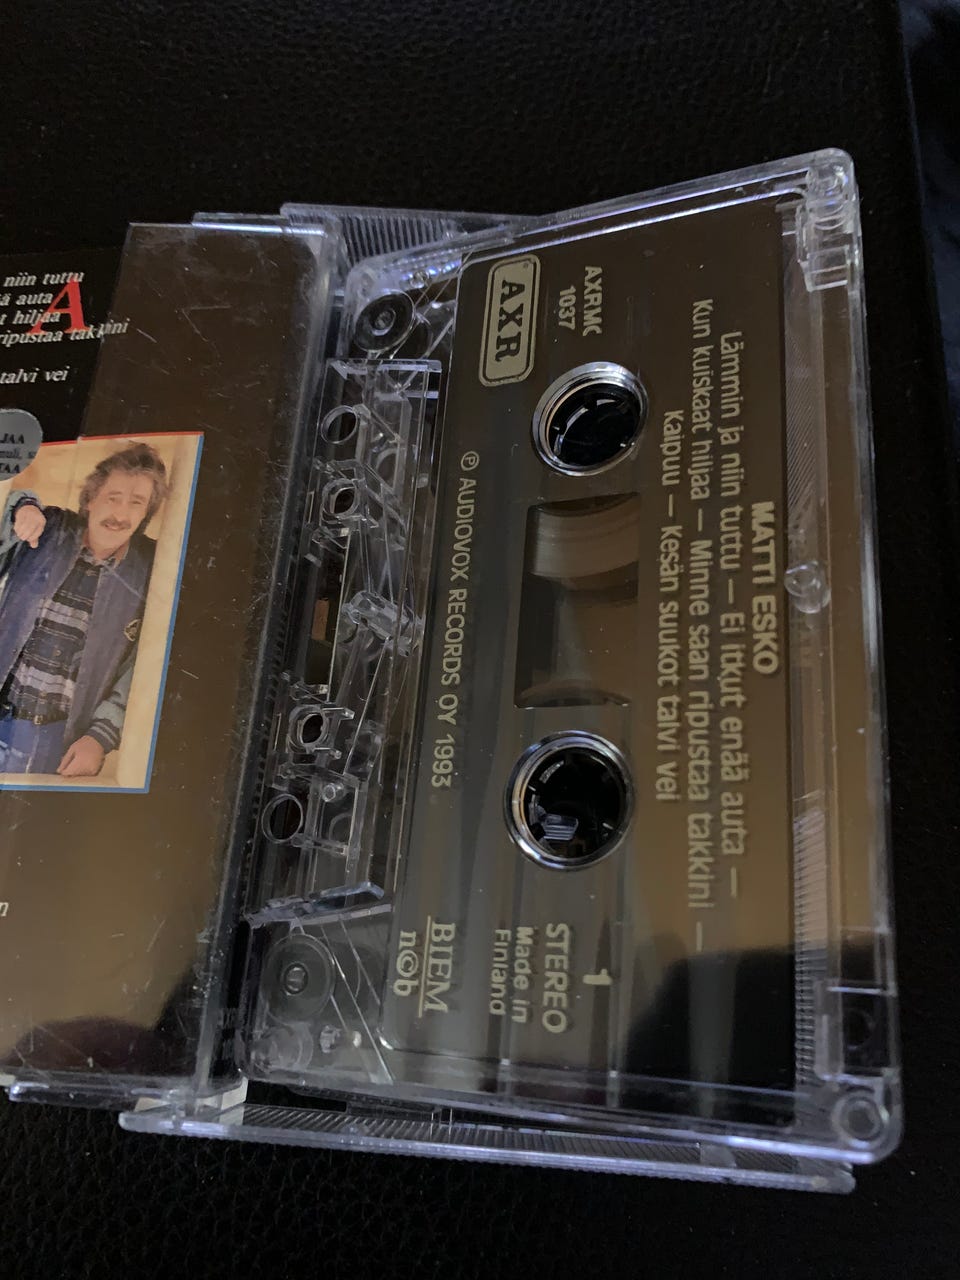 niin tuttu
ä auta
t hiljaa
ripustaa takkini
talvi vei
A
JAA
TAA
n
MATTI ESKO
Lämmin ja niin tuttu – Ei itkut enää auta –
Kun kuiskaat hiljaa – Minne saan ripustaa takkini –
Kaipuu – Kesän suukot talvi vei
AXRMC
1037
AXR
1
STEREO
Made in
Finland
℗ AUDIOVOX RECORDS OY 1993
BIEM
n©b